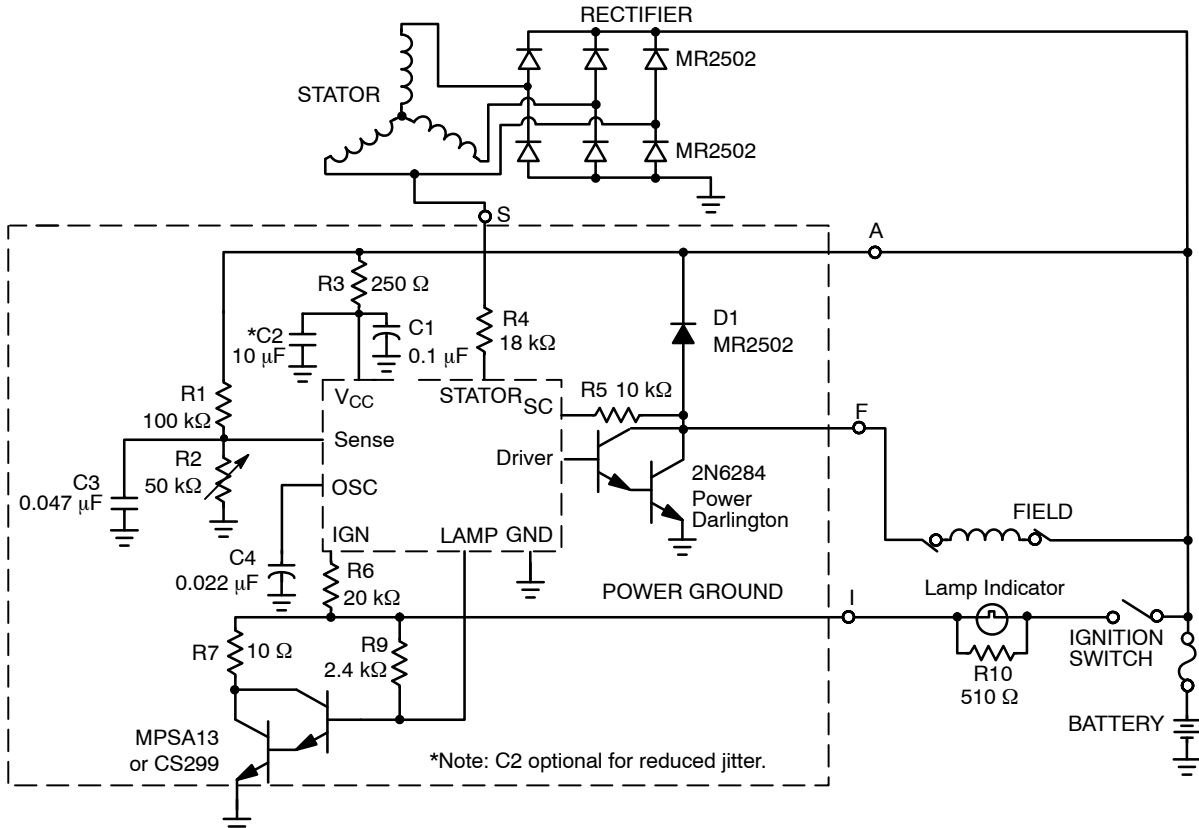 RECTIFIER
MR2502
STATOR
MR2502
S
A
R3
250 Ω
*C2
10 μF
C1
0.1 μF
R4
18 kΩ
D1
MR2502
R1
100 kΩ
VCC
STATOR
SC
R5 10 kΩ
F
Sense
R2
50 kΩ
Driver
2N6284
Power
Darlington
C3
0.047 μF
OSC
FIELD
IGN
LAMP
GND
C4
0.022 μF
R6
20 kΩ
POWER GROUND
I
Lamp Indicator
IGNITION
SWITCH
R7
10 Ω
R9
2.4 kΩ
R10
510 Ω
BATTERY
MPSA13
or CS299
*Note: C2 optional for reduced jitter.